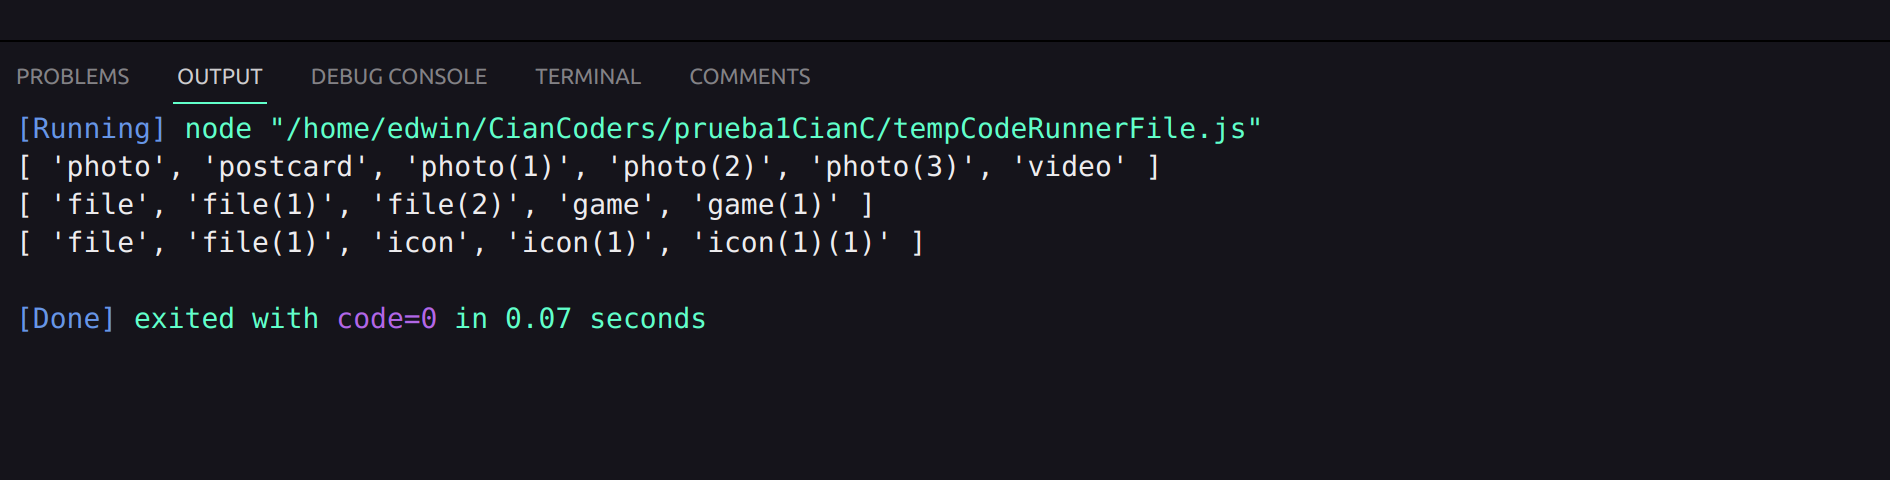 PROBLEMS OUTPUT DEBUG CONSOLE TERMINAL COMMENTS
[Running] node "/home/edwin/CianCoders/prueba1CianC/tempCodeRunnerFile.js"
[ 'photo', 'postcard', 'photo(1)', 'photo(2)', 'photo(3)', 'video' ]
[ 'file', 'file(1)', 'file(2)', 'game', 'game(1)' ]
[ 'file', 'file(1)', 'icon', 'icon(1)', 'icon(1)(1)' ]
[Done] exited with code=0 in 0.07 seconds